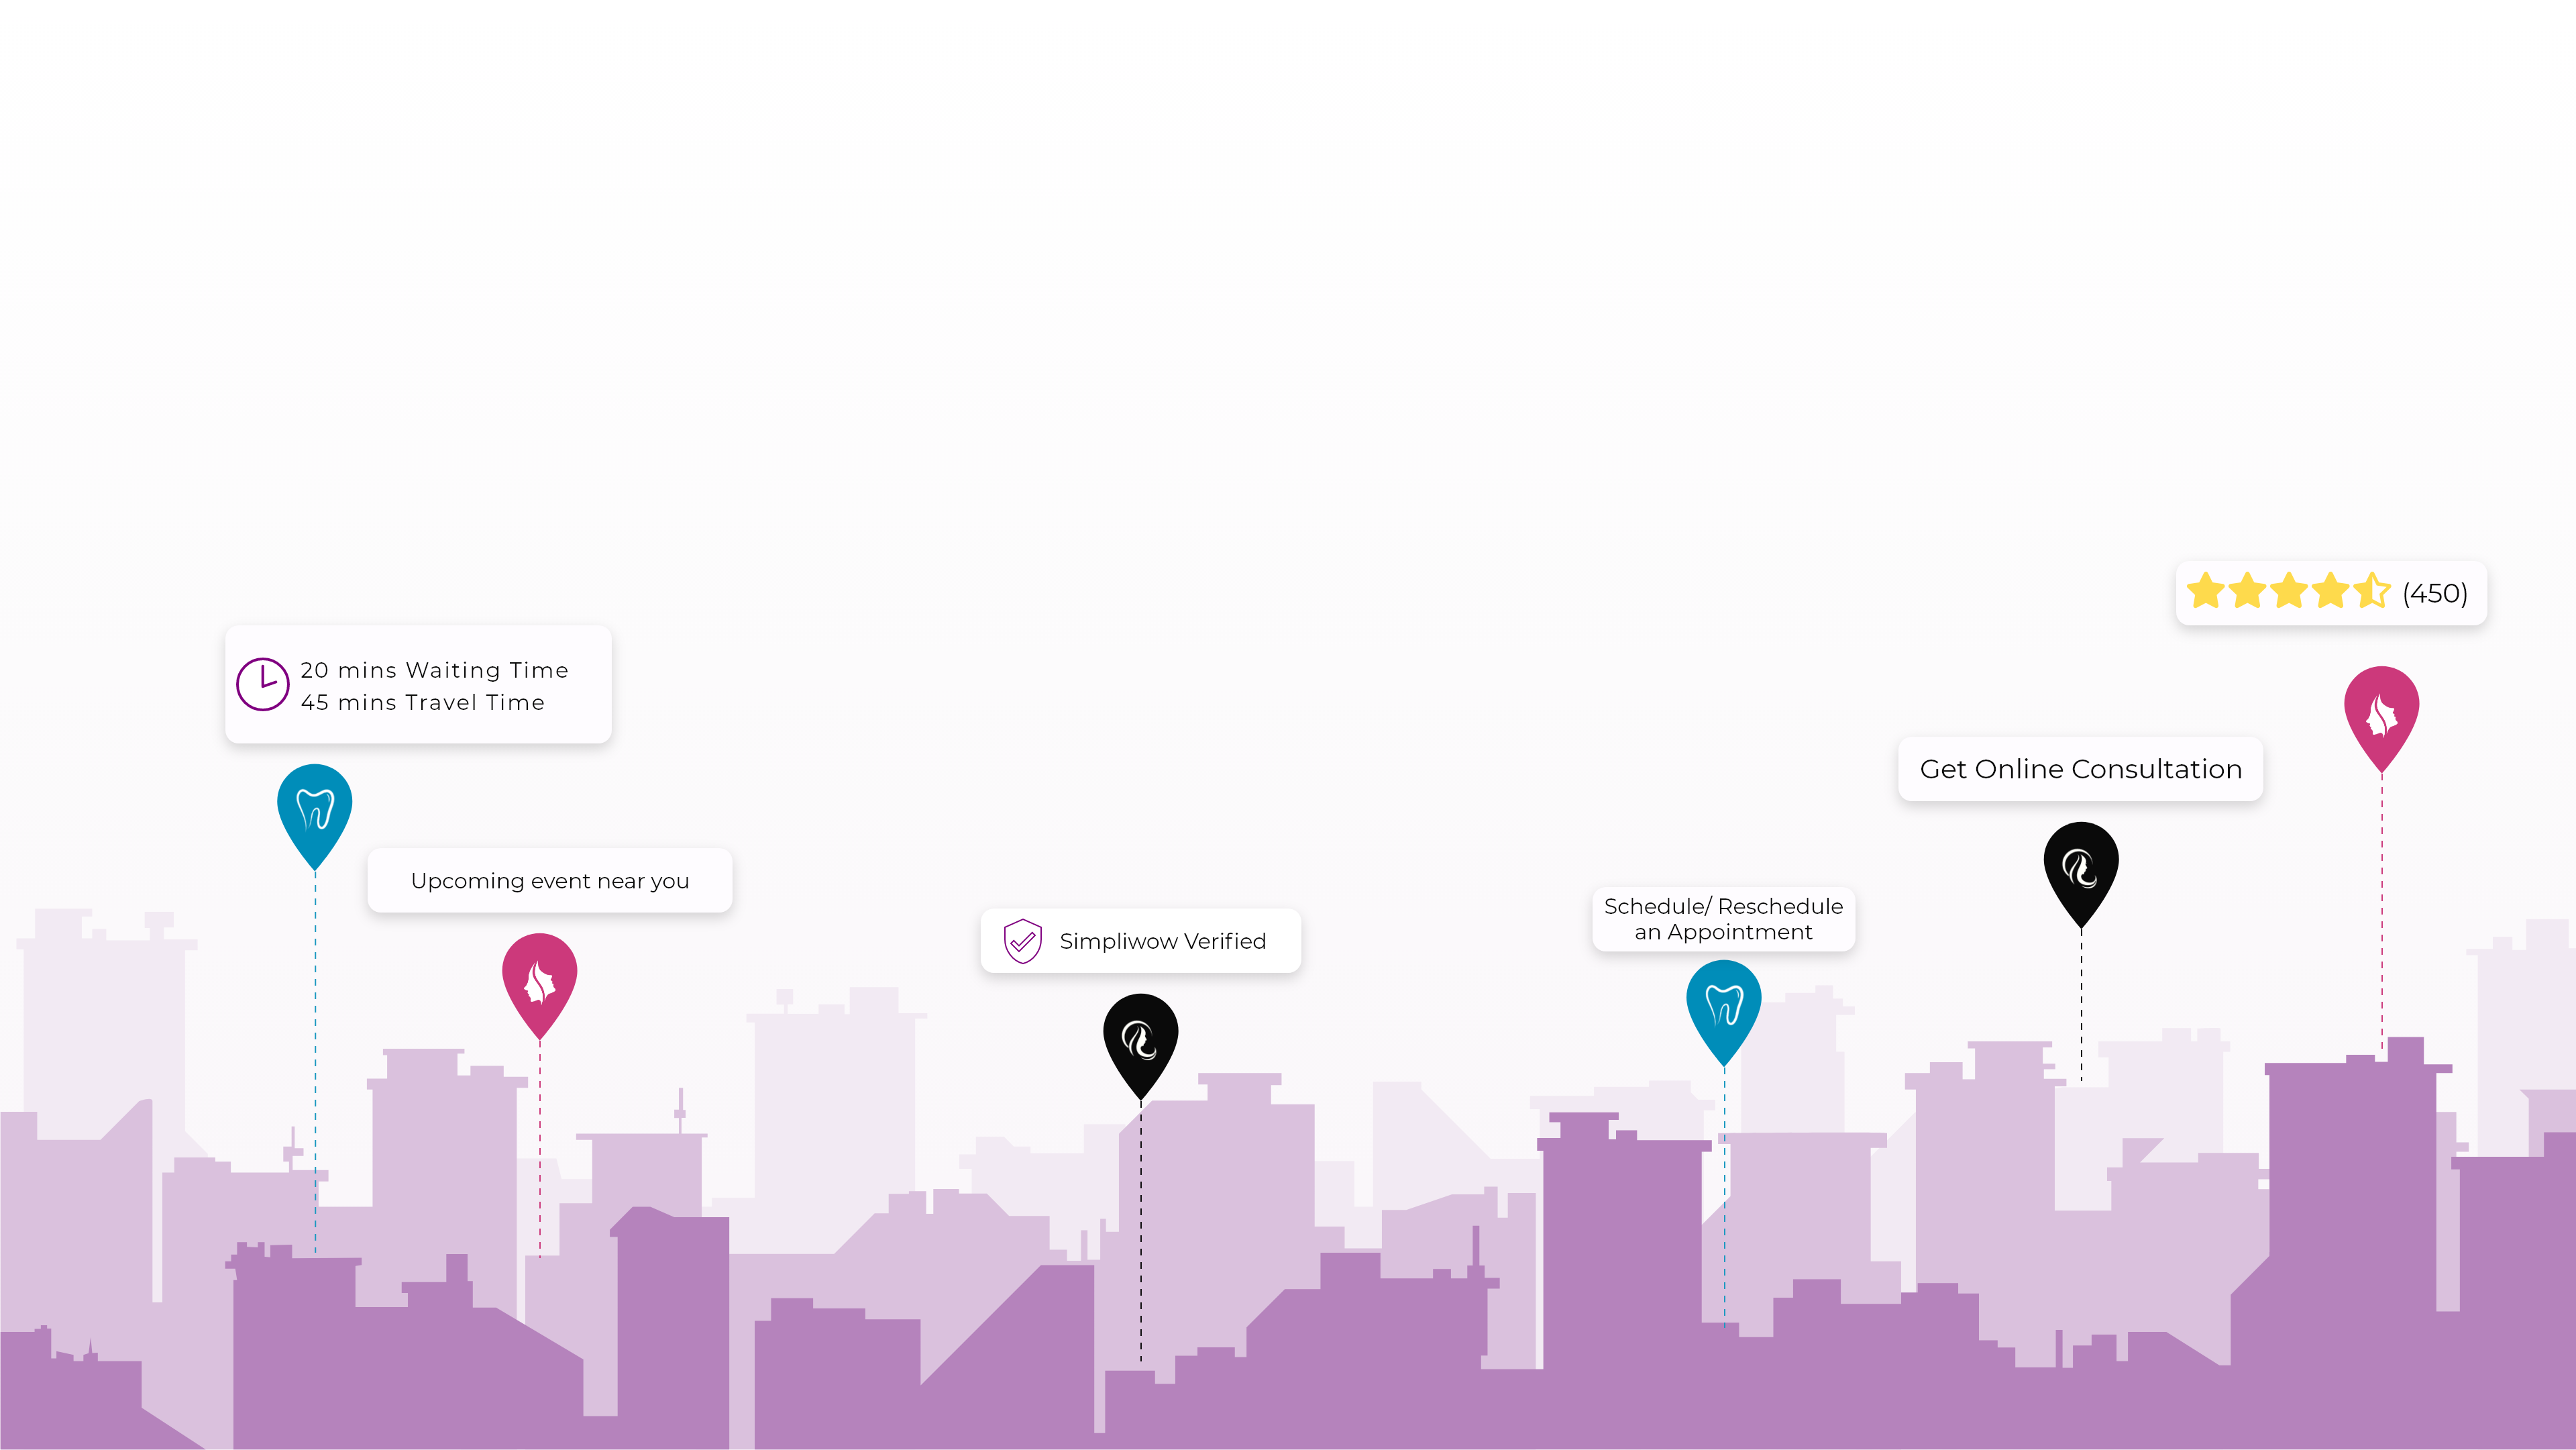 (450)
20 mins Waiting Time
45 mins Travel Time
Get Online Consultation
Upcoming event near you
Schedule/ Reschedule
an Appointment
Simpliwow Verified